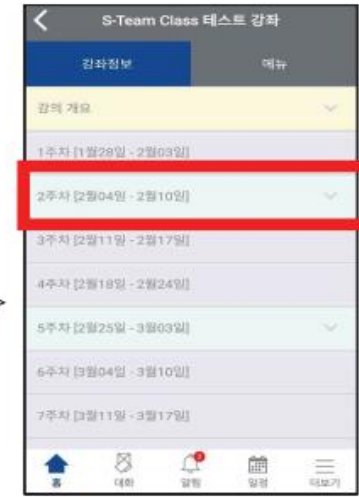 S-Team Class 테스트 강좌
강좌정보 메뉴
강의 개요
1주차 [1월28일 - 2월03일]
2주차 [2월04일 - 2월10일]
3주차 [2월11일 - 2월17일]
4주차 [2월18일 - 2월24일]
5주차 [2월25일 - 3월03일]
6주차 [3월04일 - 3월10일]
7주차 [3월11일 - 3월17일]
홈 대화 알림 일정 더보기